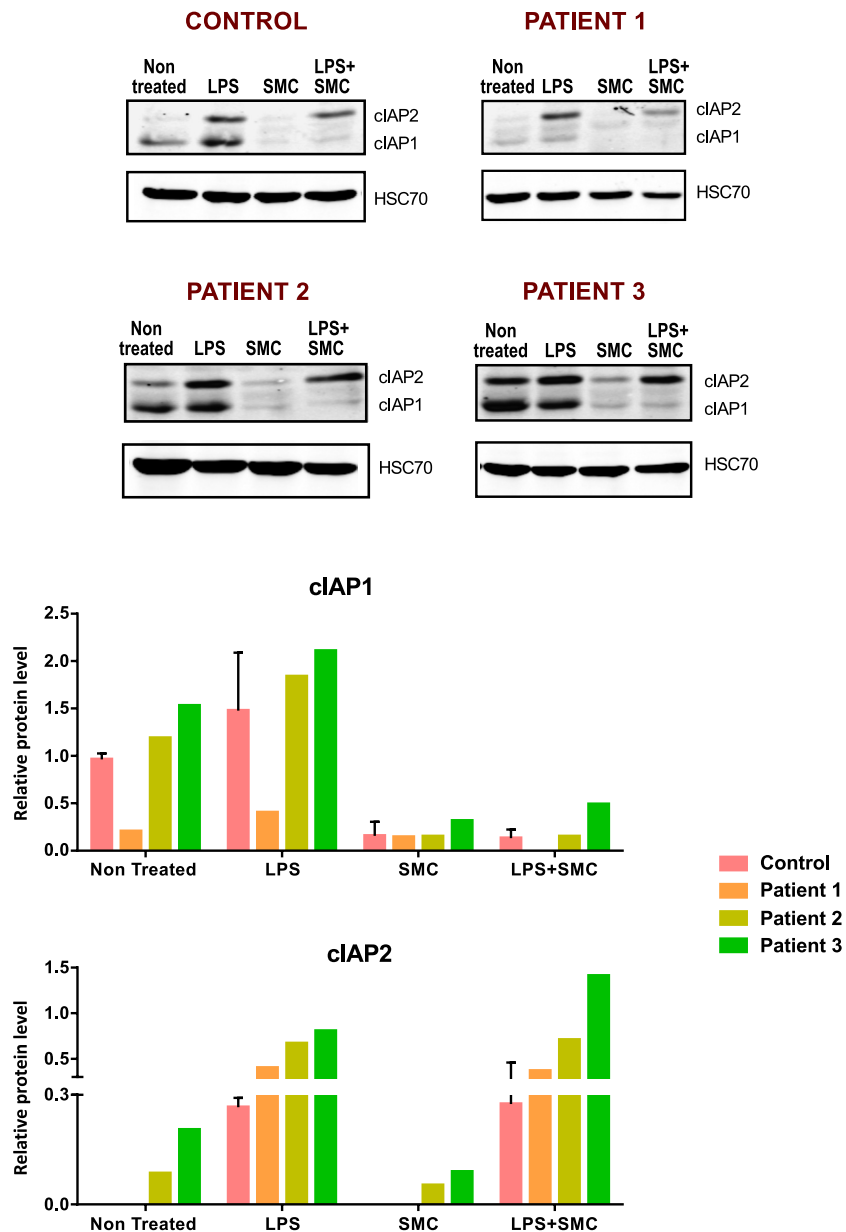 CONTROL
PATIENT 1
Non
treated
LPS
SMC
LPS+
SMC
cIAP2
cIAP1
HSC70
Non
treated
LPS
SMC
LPS+
SMC
cIAP2
cIAP1
HSC70
PATIENT 2
PATIENT 3
Non
treated
LPS
SMC
LPS+
SMC
cIAP2
cIAP1
HSC70
Non
treated
LPS
SMC
LPS+
SMC
cIAP2
cIAP1
HSC70
cIAP1
Relative protein level
2.5
2.0
1.5
1.0
0.5
0.0
Non Treated LPS SMC LPS+SMC
Control
Patient 1
Patient 2
Patient 3
cIAP2
Relative protein level
1.5
1.0
0.5
0.3
0.0
Non Treated LPS SMC LPS+SMC